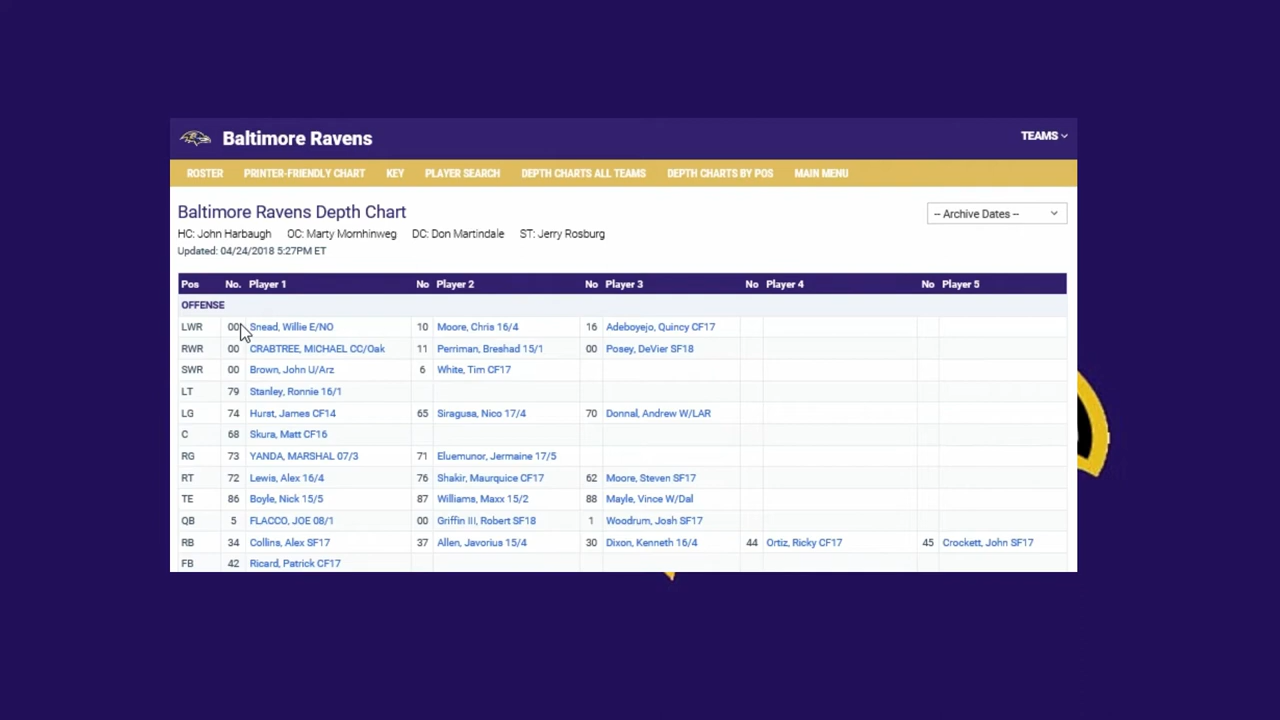 Baltimore Ravens
TEAMS
ROSTER PRINTER-FRIENDLY CHART KEY PLAYER SEARCH DEPTH CHARTS ALL TEAMS DEPTH CHARTS BY POS MAIN MENU
Baltimore Ravens Depth Chart
-- Archive Dates --
HC: John Harbaugh OC: Marty Mornhinweg DC: Don Martindale ST: Jerry Rosburg
Updated: 04/24/2018 5:27PM ET
Pos No. Player 1 No Player 2 No Player 3 No Player 4 No Player 5
OFFENSE
LWR 00 Snead, Willie E/NO 10 Moore, Chris 16/4 16 Adeboyejo, Quincy CF17
RWR 00 CRABTREE, MICHAEL CC/Oak 11 Perriman, Breshad 15/1 00 Posey, DeVier SF18
SWR 00 Brown, John U/Arz 6 White, Tim CF17
LT 79 Stanley, Ronnie 16/1
LG 74 Hurst, James CF14 65 Siragusa, Nico 17/4 70 Donnal, Andrew W/LAR
C 68 Skura, Matt CF16
RG 73 YANDA, MARSHAL 07/3 71 Eluemunor, Jermaine 17/5
RT 72 Lewis, Alex 16/4 76 Shakir, Maurquice CF17 62 Moore, Steven SF17
TE 86 Boyle, Nick 15/5 87 Williams, Maxx 15/2 88 Mayle, Vince W/Dal
QB 5 FLACCO, JOE 08/1 00 Griffin III, Robert SF18 1 Woodrum, Josh SF17
RB 34 Collins, Alex SF17 37 Allen, Javorius 15/4 30 Dixon, Kenneth 16/4 44 Ortiz, Ricky CF17 45 Crockett, John SF17
FB 42 Ricard, Patrick CF17